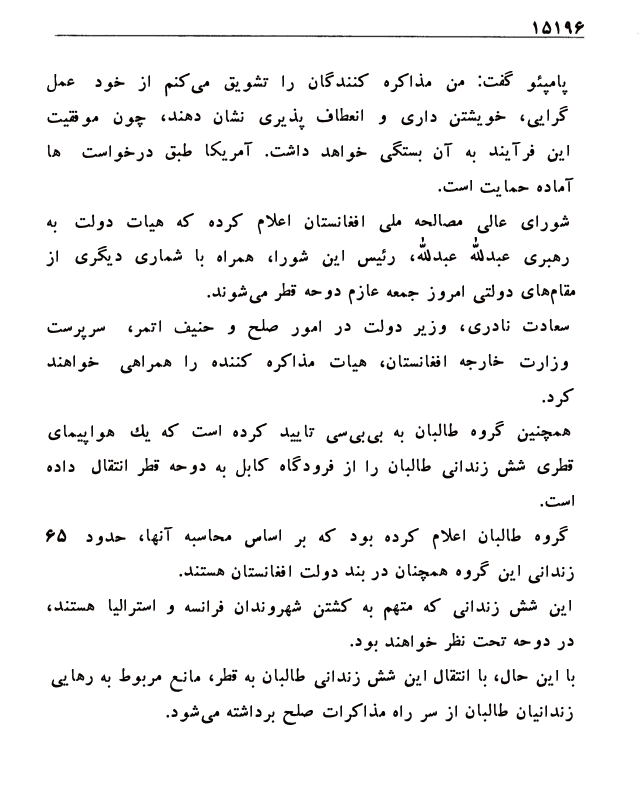 ۱۵۱۹۶
پامپئو گفت: من مذاکره کنندگان را تشویق می‌کنم از خود عمل
گرایی، خویشتن داری و انعطاف پذیری نشان دهند، چون موفقیت
این فرآیند به آن بستگی خواهد داشت. آمریکا طبق درخواست ها
آماده حمایت است.
شورای عالی مصالحه ملی افغانستان اعلام کرده که هیات دولت به
رهبری عبدالله عبدالله، رئیس این شورا، همراه با شماری دیگری از
مقام‌های دولتی امروز جمعه عازم دوحه قطر می‌شوند.
سعادت نادری، وزیر دولت در امور صلح و حنیف اتمر، سرپرست
وزارت خارجه افغانستان، هیات مذاکره کننده را همراهی خواهند
کرد.
همچنین گروه طالبان به بی‌بی‌سی تایید کرده است که یك هواپیمای
قطری شش زندانی طالبان را از فرودگاه کابل به دوحه قطر انتقال داده
است.
گروه طالبان اعلام کرده بود که بر اساس محاسبه آنها، حدود ۶۵
زندانی این گروه همچنان در بند دولت افغانستان هستند.
این شش زندانی که متهم به کشتن شهروندان فرانسه و استرالیا هستند،
در دوحه تحت نظر خواهند بود.
با این حال، با انتقال این شش زندانی طالبان به قطر، مانع مربوط به رهایی
زندانیان طالبان از سر راه مذاکرات صلح برداشته می‌شود.